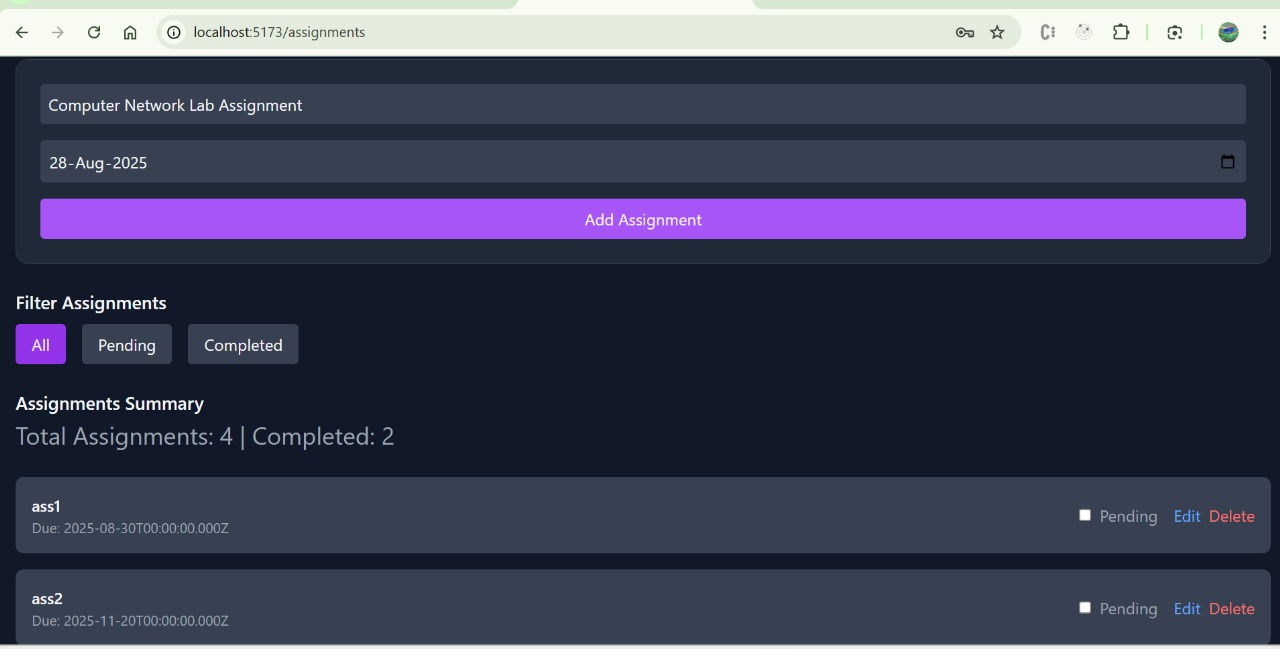 localhost:5173/assignments
Computer Network Lab Assignment
28-Aug-2025
Add Assignment
Filter Assignments
All Pending Completed
Assignments Summary
Total Assignments: 4 | Completed: 2
ass1
Due: 2025-08-30T00:00:00.000Z
Pending Edit Delete
ass2
Due: 2025-11-20T00:00:00.000Z
Pending Edit Delete